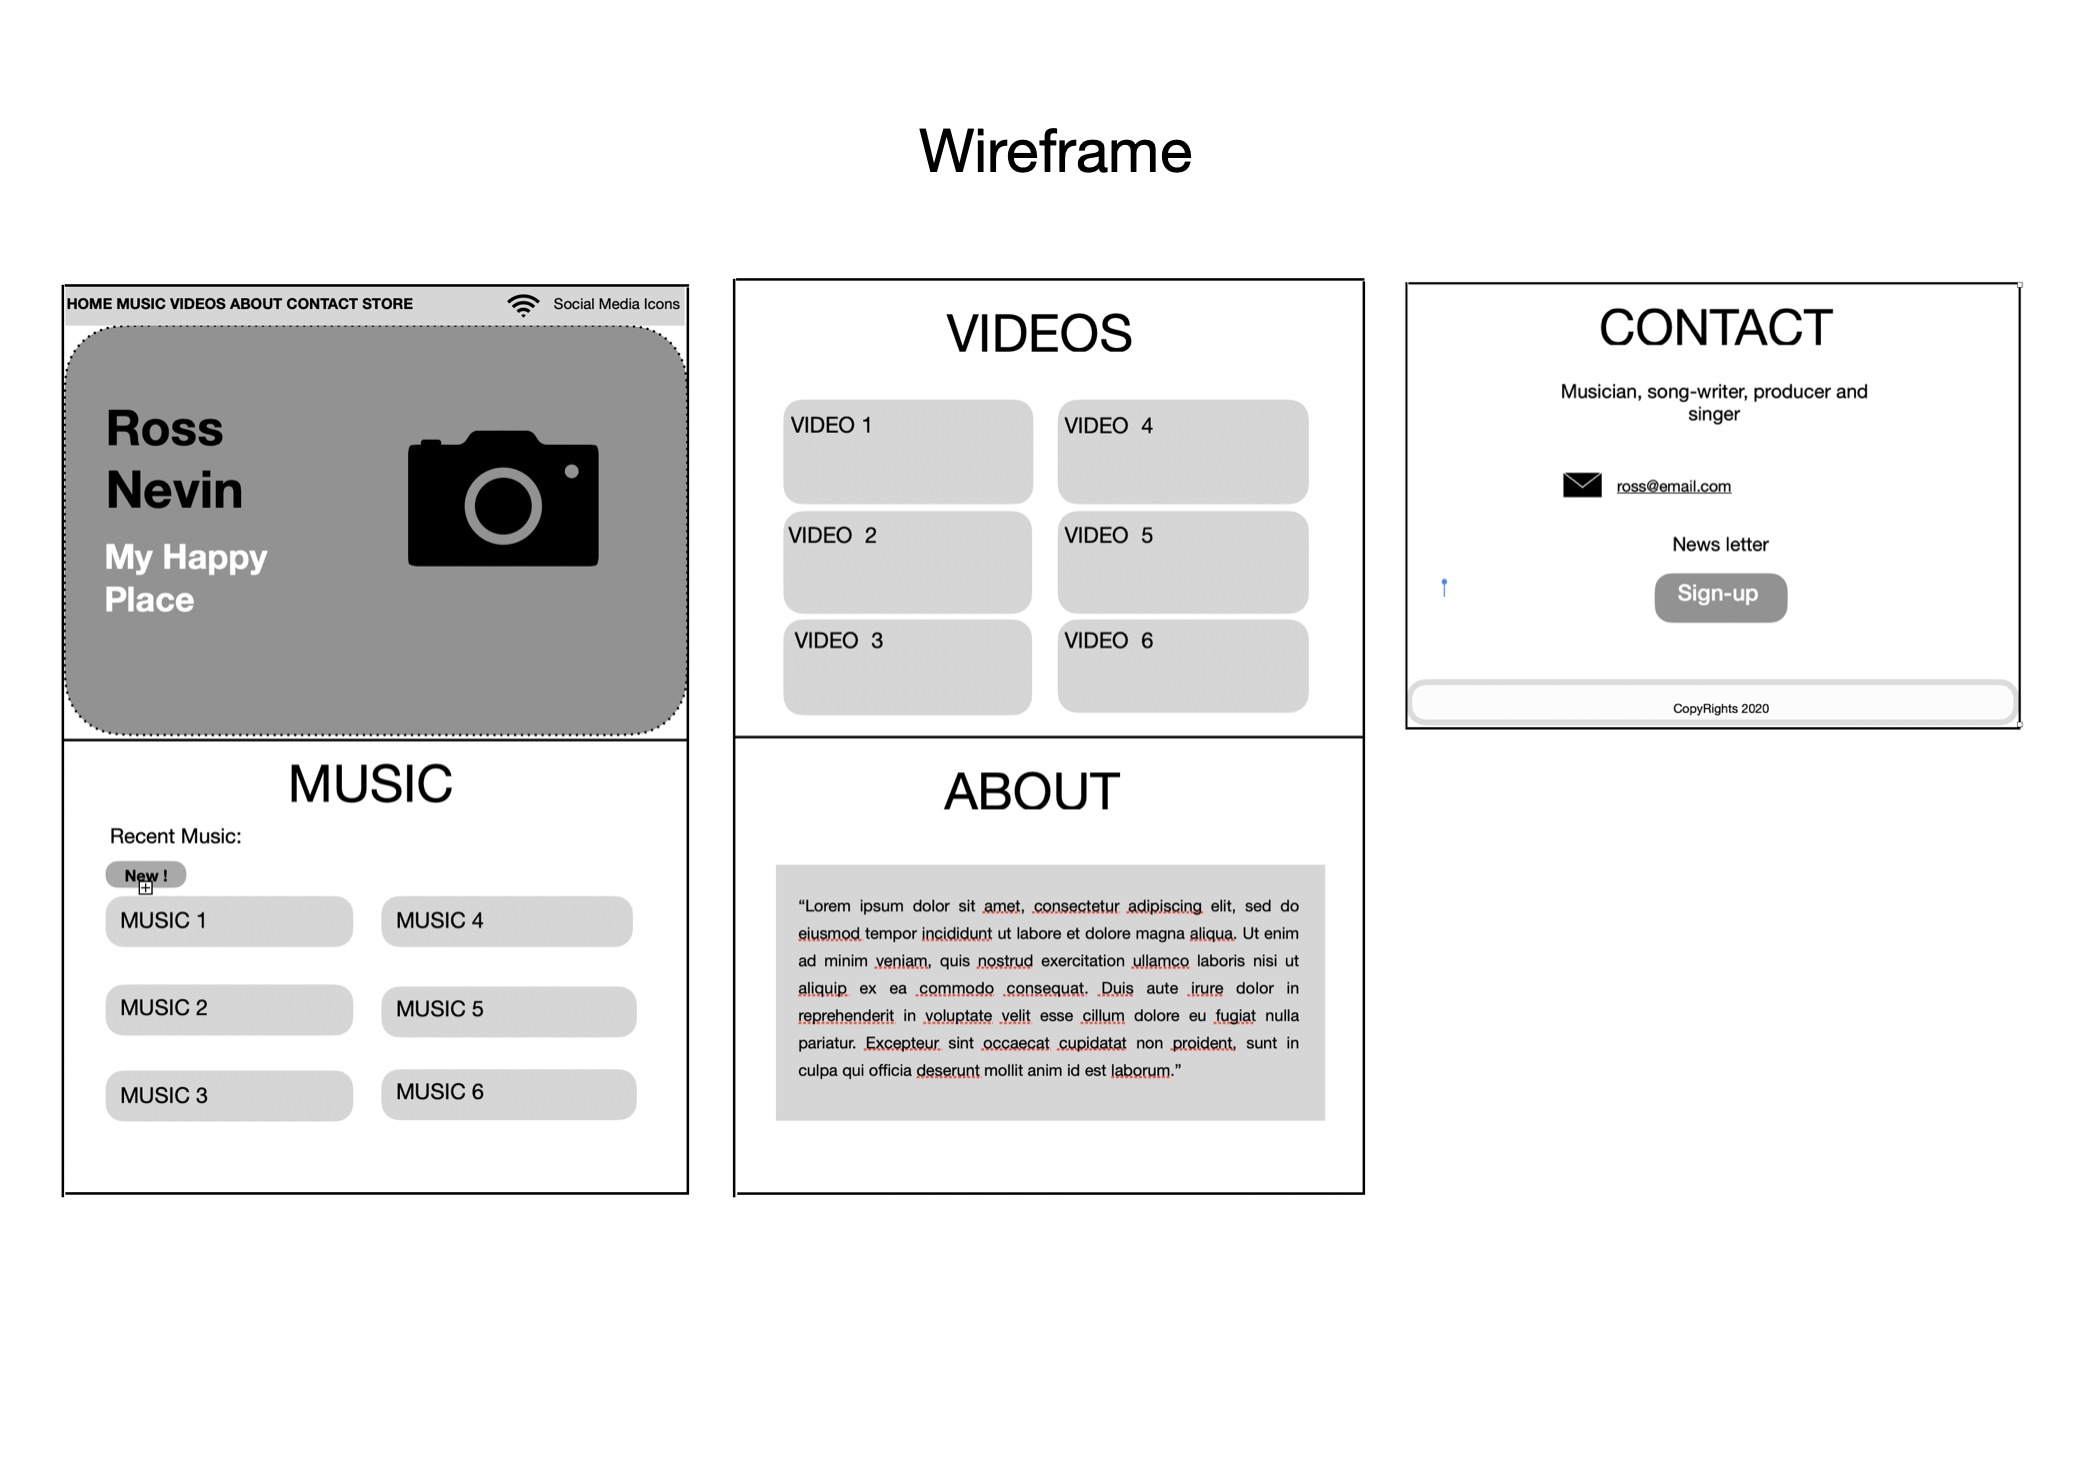 Wireframe
HOME MUSIC VIDEOS ABOUT CONTACT STORE
Social Media Icons
Ross
Nevin
My Happy
Place
MUSIC
Recent Music:
New !
MUSIC 1
MUSIC 4
MUSIC 2
MUSIC 5
MUSIC 3
MUSIC 6
VIDEOS
VIDEO 1
VIDEO 4
VIDEO 2
VIDEO 5
VIDEO 3
VIDEO 6
ABOUT
“Lorem ipsum dolor sit amet, consectetur adipiscing elit, sed do
eiusmod tempor incididunt ut labore et dolore magna aliqua. Ut enim
ad minim veniam, quis nostrud exercitation ullamco laboris nisi ut
aliquip ex ea commodo consequat. Duis aute irure dolor in
reprehenderit in voluptate velit esse cillum dolore eu fugiat nulla
pariatur. Excepteur sint occaecat cupidatat non proident, sunt in
culpa qui officia deserunt mollit anim id est laborum.”
CONTACT
Musician, song-writer, producer and
singer
ross@email.com
News letter
Sign-up
CopyRights 2020